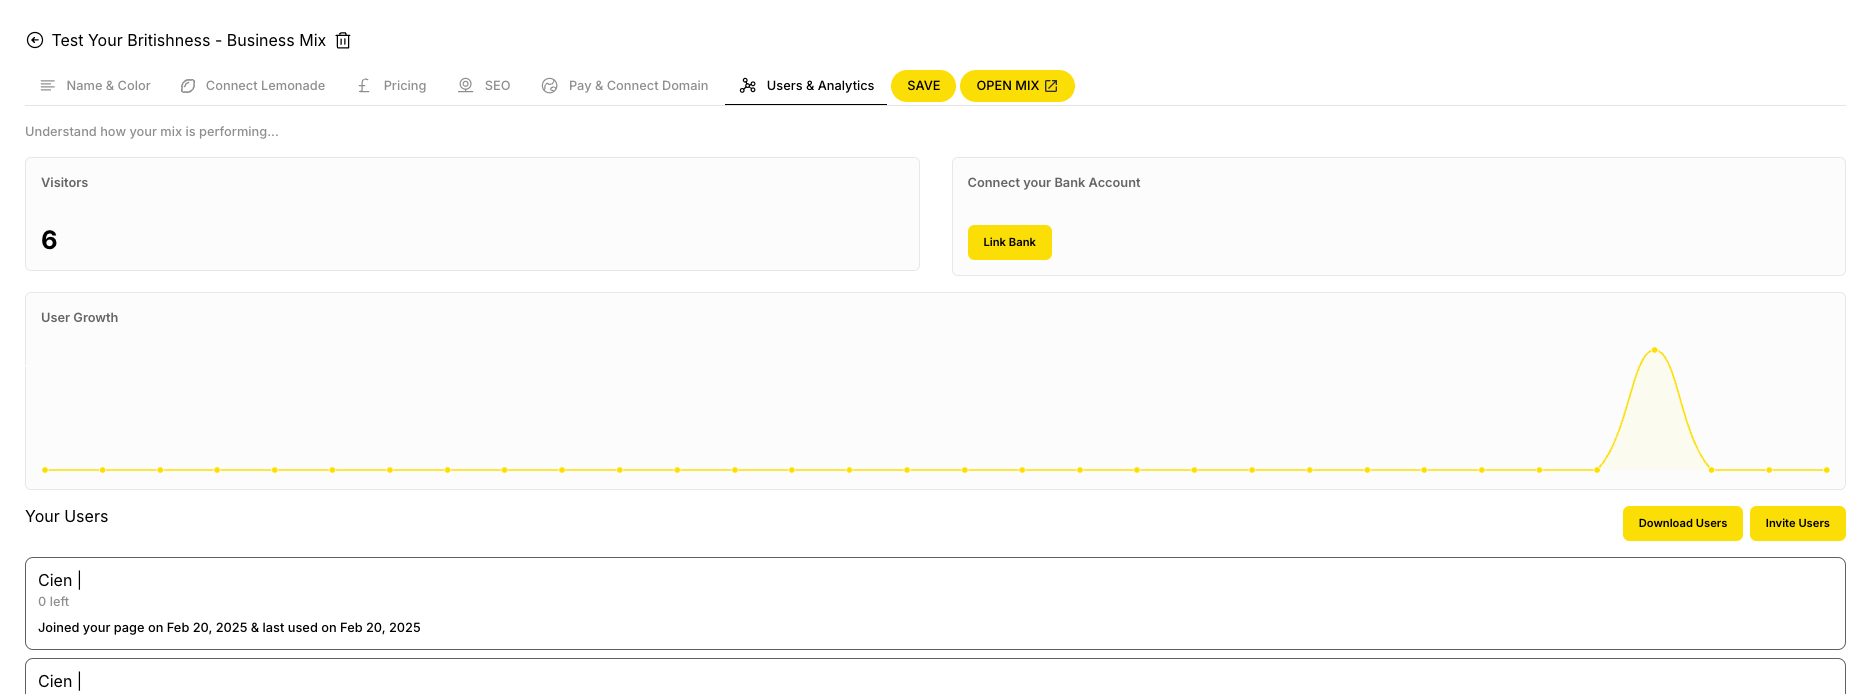 Test Your Britishness - Business Mix
Name & Color
Connect Lemonade
Pricing
SEO
Pay & Connect Domain
Users & Analytics
SAVE
OPEN MIX
Understand how your mix is performing...
Visitors
6
Connect your Bank Account
Link Bank
User Growth
Your Users
Download Users
Invite Users
Cien |
0 left
Joined your page on Feb 20, 2025 & last used on Feb 20, 2025
Cien |